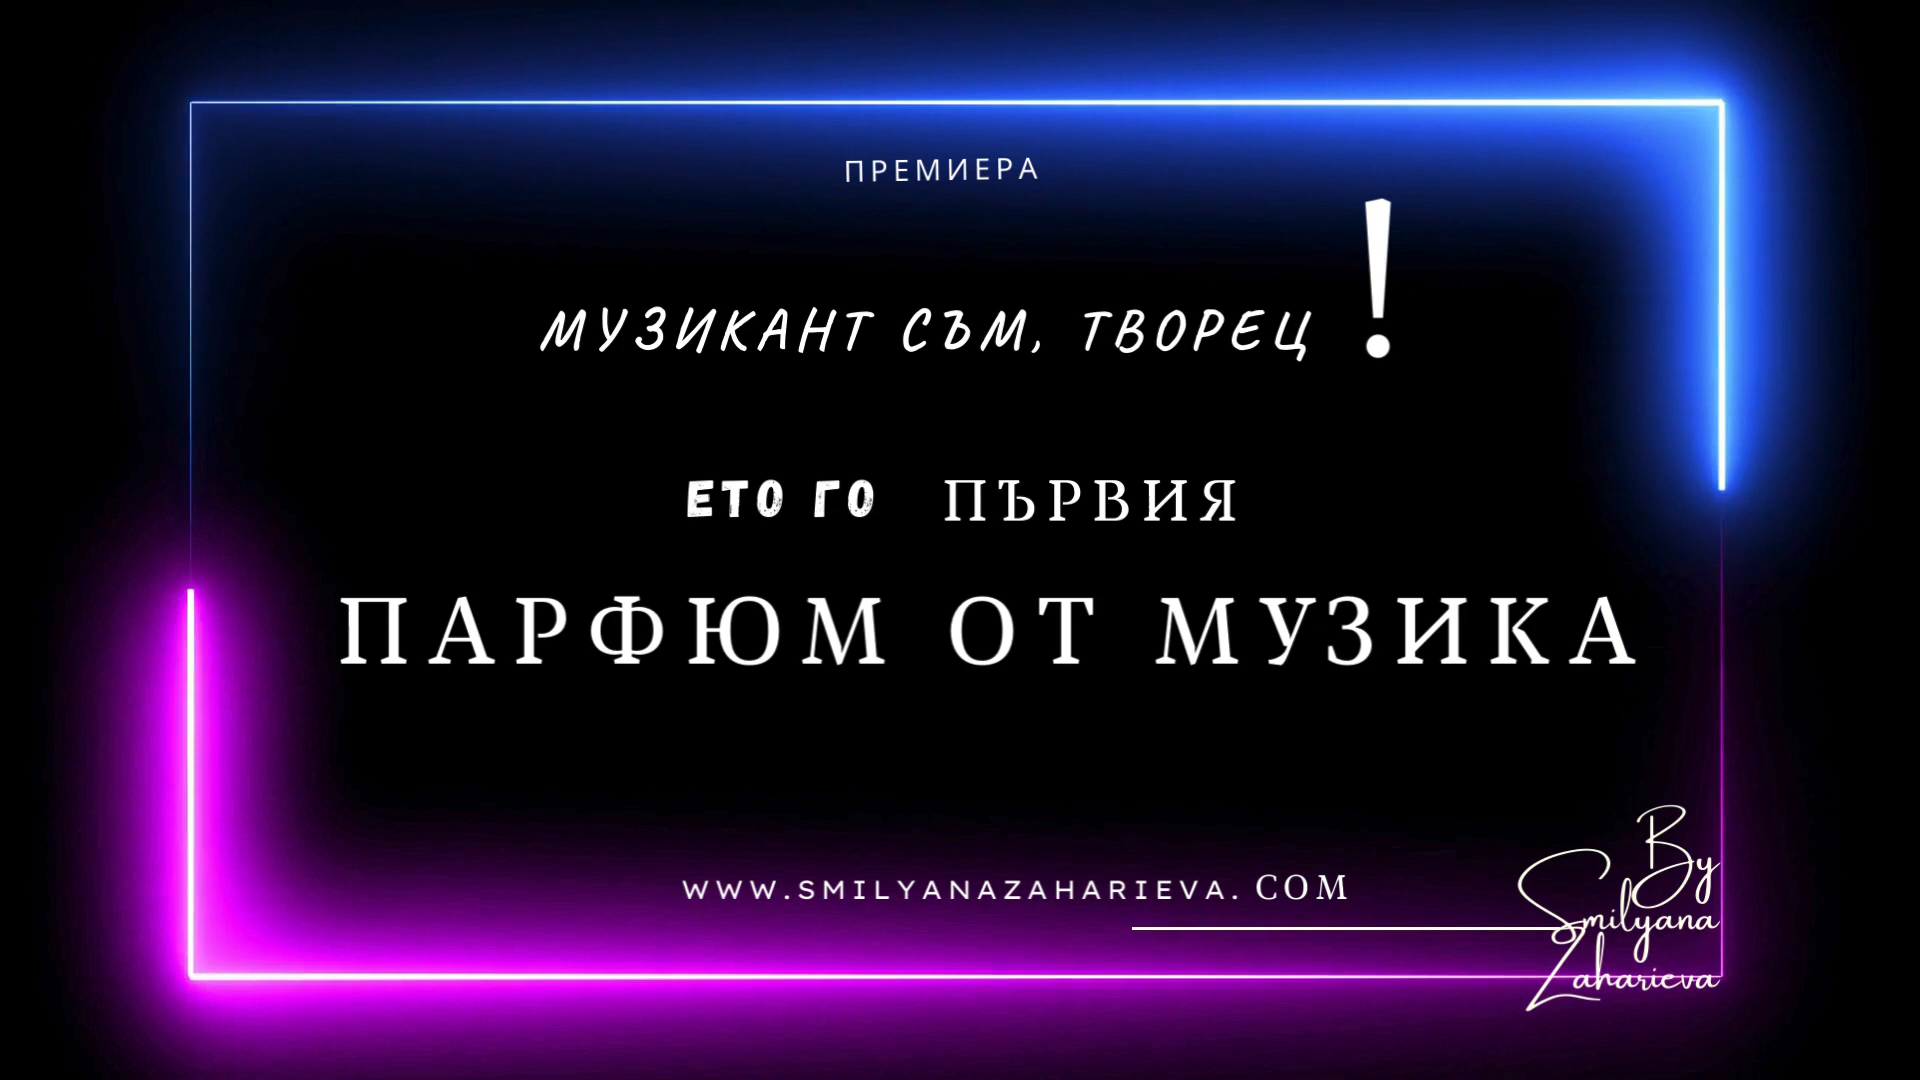 ПРЕМИЕРА
МУЗИКАНТ СЪМ, ТВОРЕЦ !
ЕТО ГО ПЪРВИЯ
ПАРФЮМ ОТ МУЗИКА
WWW.SMILYANAZAHARIEVA. COM
By
Smilyana
Zaharieva